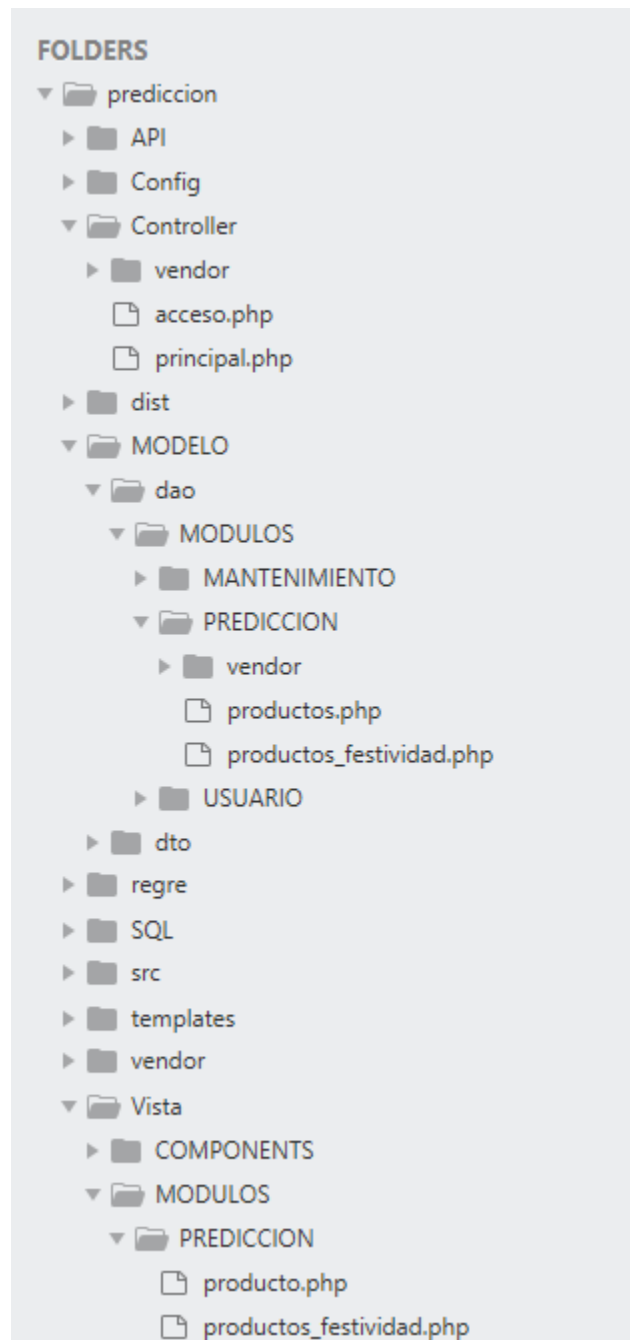 FOLDERS
prediccion
API
Config
Controller
vendor
acceso.php
principal.php
dist
MODELO
dao
MODULOS
MANTENIMIENTO
PREDICCION
vendor
productos.php
productos_festividad.php
USUARIO
dto
regre
SQL
src
templates
vendor
Vista
COMPONENTS
MODULOS
PREDICCION
producto.php
productos_festividad.php